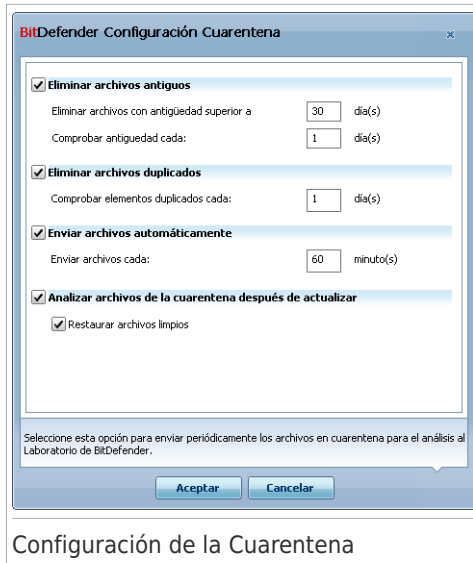 BitDefender Configuración Cuarentena
Eliminar archivos antiguos
Eliminar archivos con antigüedad superior a 30 día(s)
Comprobar antiguedad cada: 1 día(s)
Eliminar archivos duplicados
Comprobar elementos duplicados cada: 1 día(s)
Enviar archivos automáticamente
Enviar archivos cada: 60 minuto(s)
Analizar archivos de la cuarentena después de actualizar
Restaurar archivos limpios
Seleccione esta opción para enviar periódicamente los archivos en cuarentena para el análisis al
Laboratorio de BitDefender.
Aceptar Cancelar
Configuración de la Cuarentena